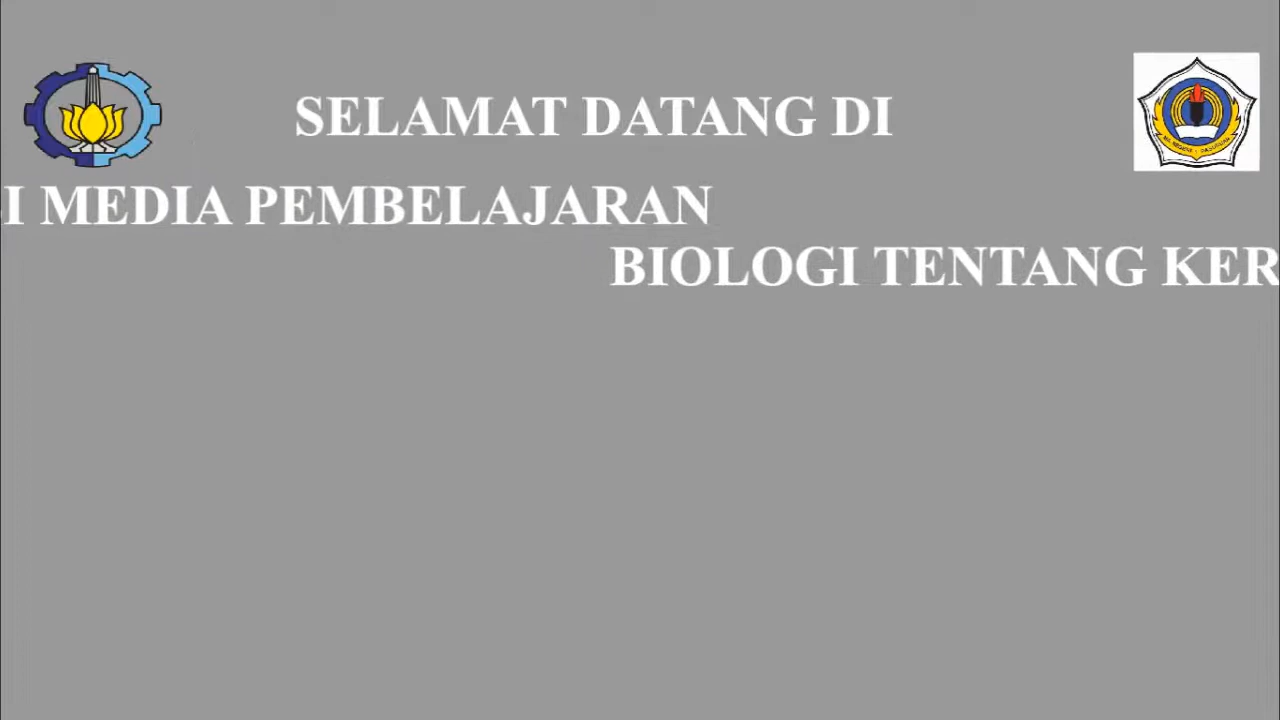 SELAMAT DATANG DI
I MEDIA PEMBELAJARAN
BIOLOGI TENTANG KER